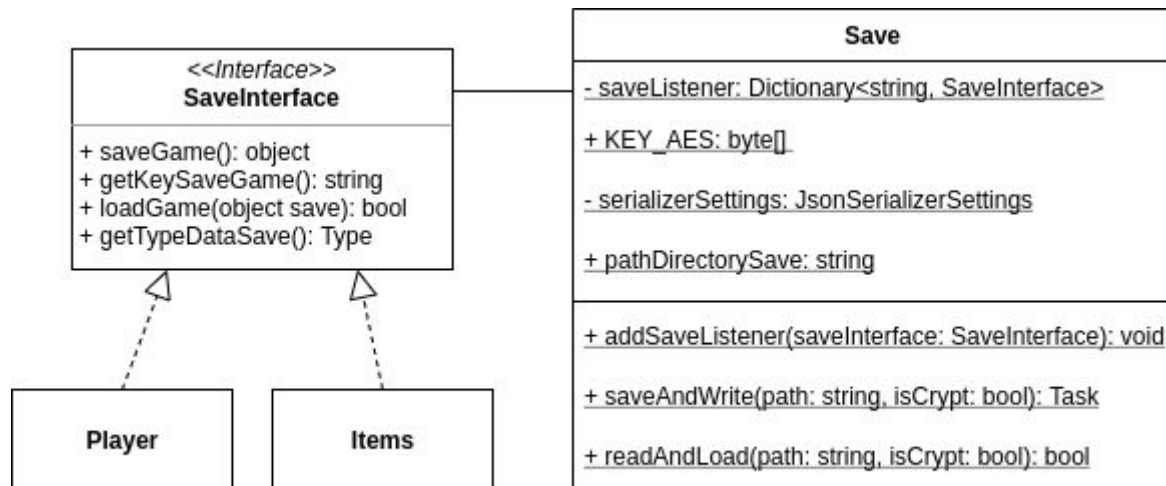 <<Interface>>
SaveInterface
+ saveGame(): object
+ getKeySaveGame(): string
+ loadGame(object save): bool
+ getTypeDataSave(): Type
Player
Items
Save
- saveListener: Dictionary<string, SaveInterface>
+ KEY_AES: byte[]
- serializerSettings: JsonSerializerSettings
+ pathDirectorySave: string
+ addSaveListener(saveInterface: SaveInterface): void
+ saveAndWrite(path: string, isCrypt: bool): Task
+ readAndLoad(path: string, isCrypt: bool): bool